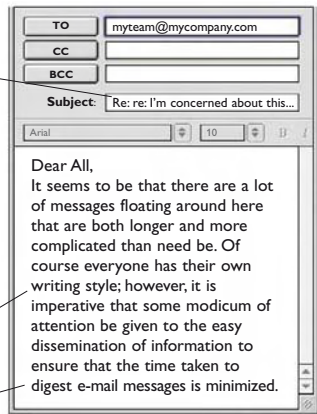 TO myteam@mycompany.com
CC
BCC
Subject: Re: re: I'm concerned about this...
Arial 10 B I
Dear All,
It seems to be that there are a lot
of messages floating around here
that are both longer and more
complicated than need be. Of
course everyone has their own
writing style; however, it is
imperative that some modicum of
attention be given to the easy
dissemination of information to
ensure that the time taken to
digest e-mail messages is minimized.